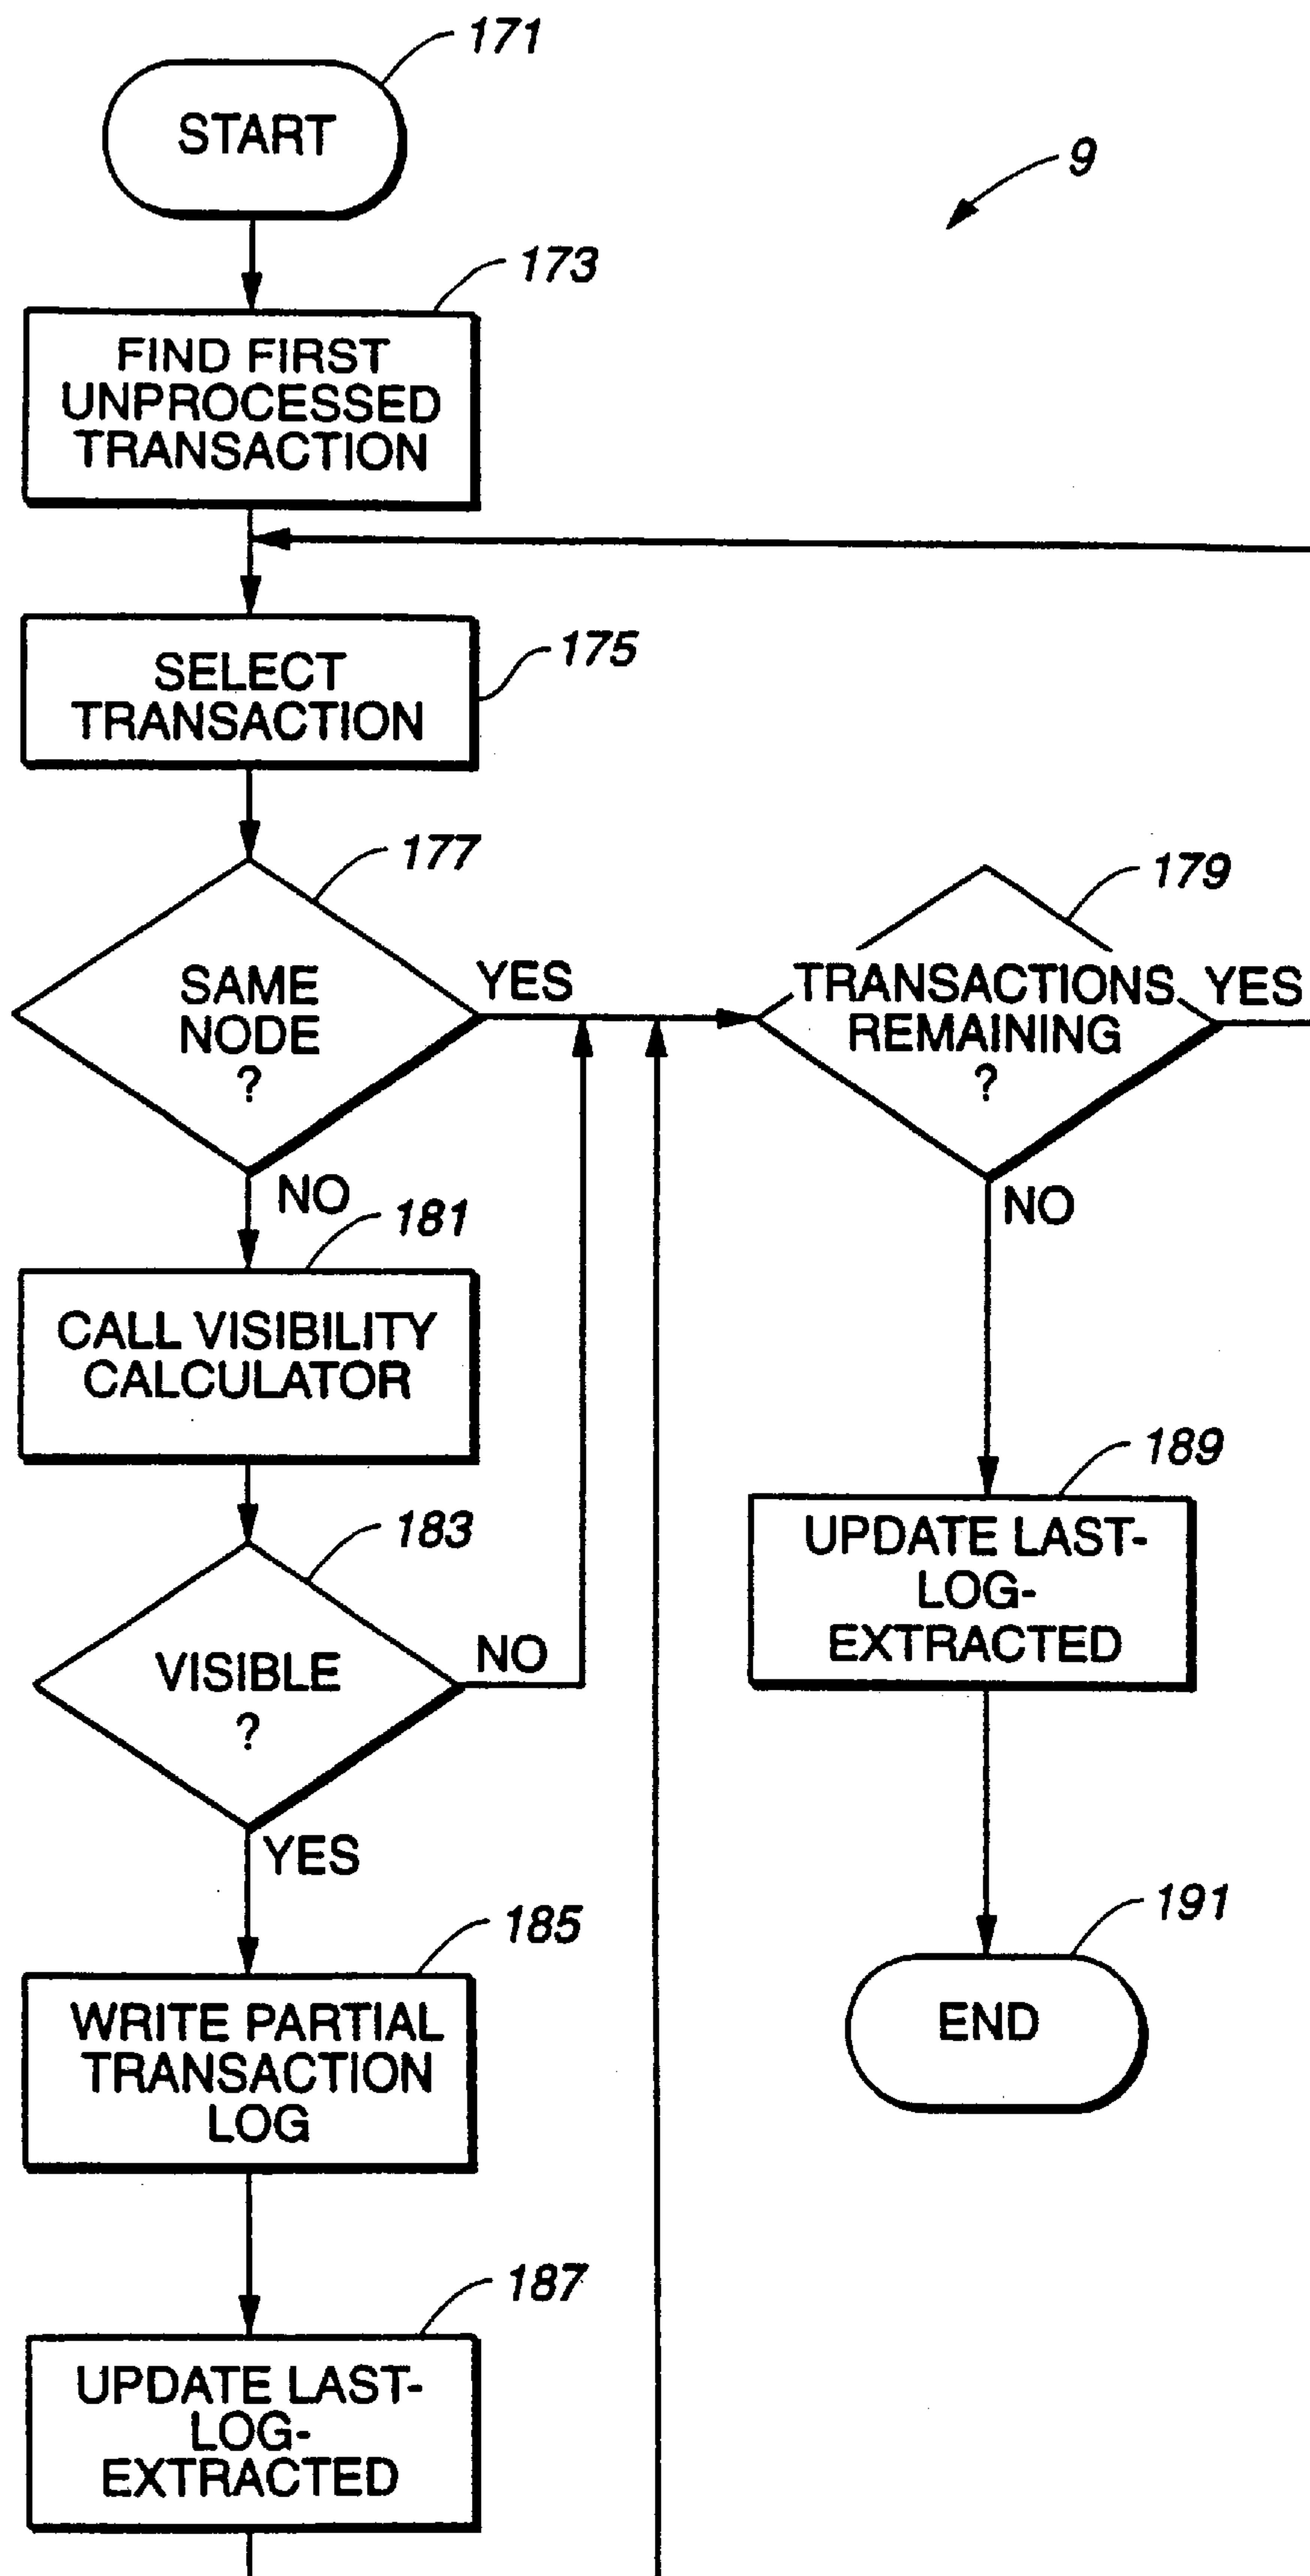 171
START
9
173
FIND FIRST
UNPROCESSED
TRANSACTION
175
SELECT
TRANSACTION
177
SAME
NODE
?
YES
NO
179
TRANSACTIONS
REMAINING
?
YES
NO
181
CALL VISIBILITY
CALCULATOR
183
VISIBLE
?
NO
YES
189
UPDATE LAST-
LOG-
EXTRACTED
185
WRITE PARTIAL
TRANSACTION
LOG
191
END
187
UPDATE LAST-
LOG-
EXTRACTED